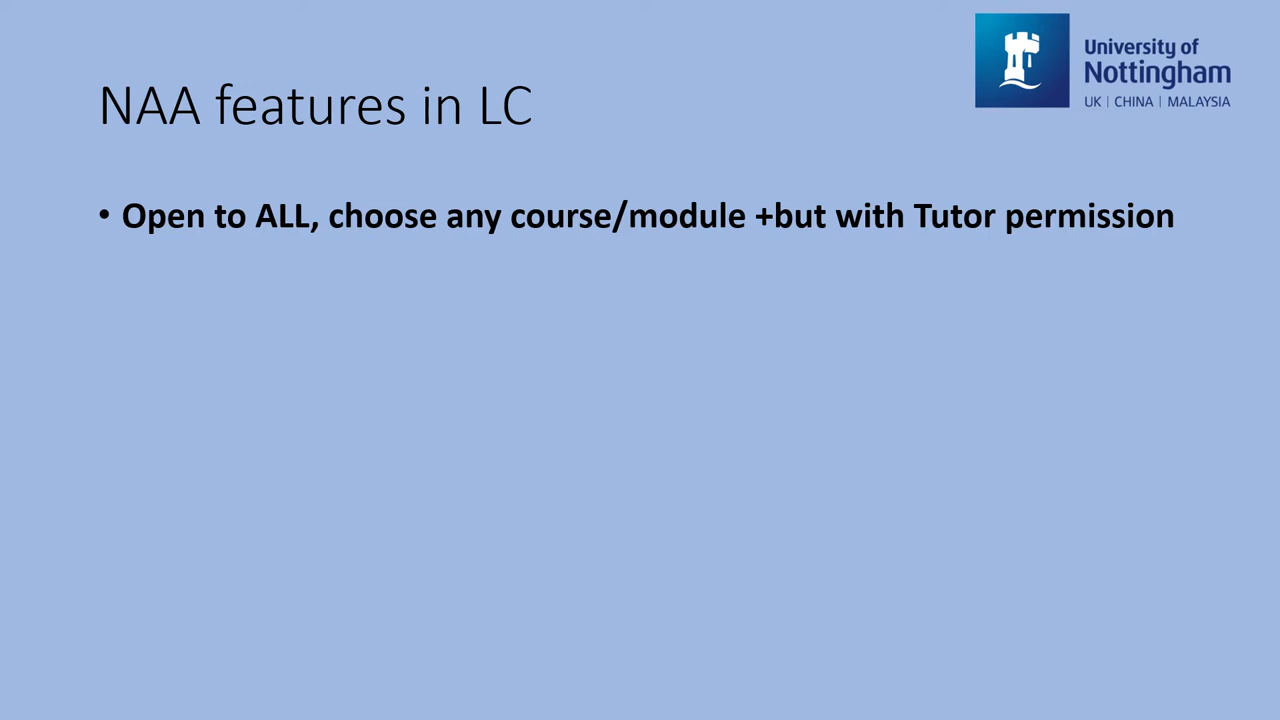 University of
Nottingham
UK | CHINA | MALAYSIA
NAA features in LC
• Open to ALL, choose any course/module +but with Tutor permission